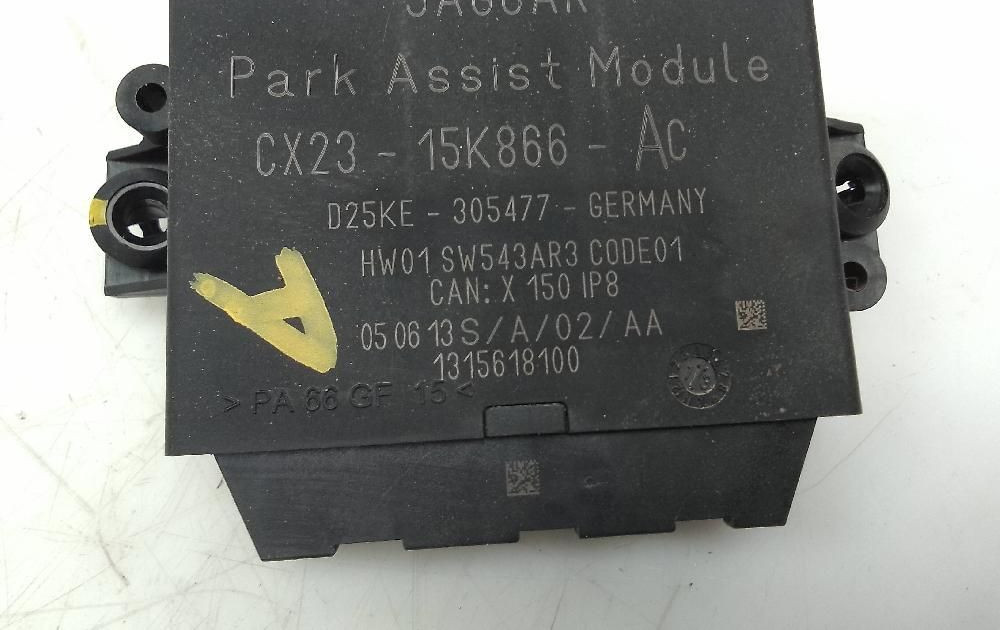 JAGUAR
Park Assist Module
CX23 - 15K866 - AC
D25KE - 305477 - GERMANY
HW01 SW543AR3 CODE01
CAN: X 150 IP8
05 06 13 S/A/02/AA
1315618100
> PA 66 GF 15 <
A